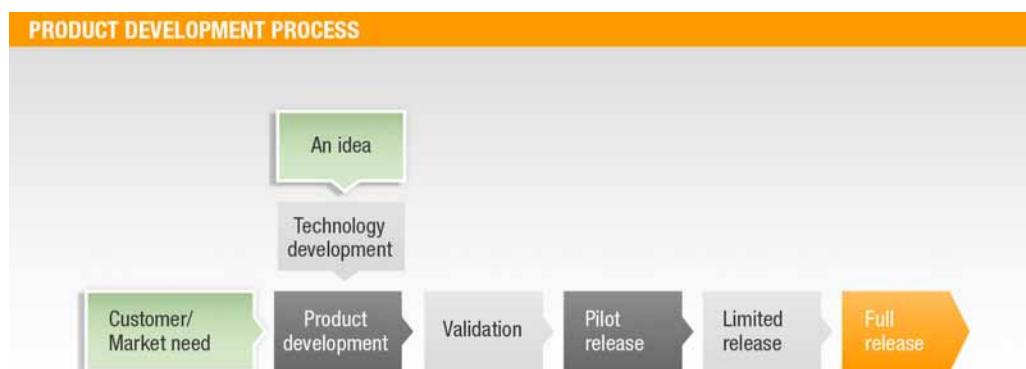 PRODUCT DEVELOPMENT PROCESS
An idea
Technology
development
Customer/
Market need
Product
development
Validation
Pilot
release
Limited
release
Full
release